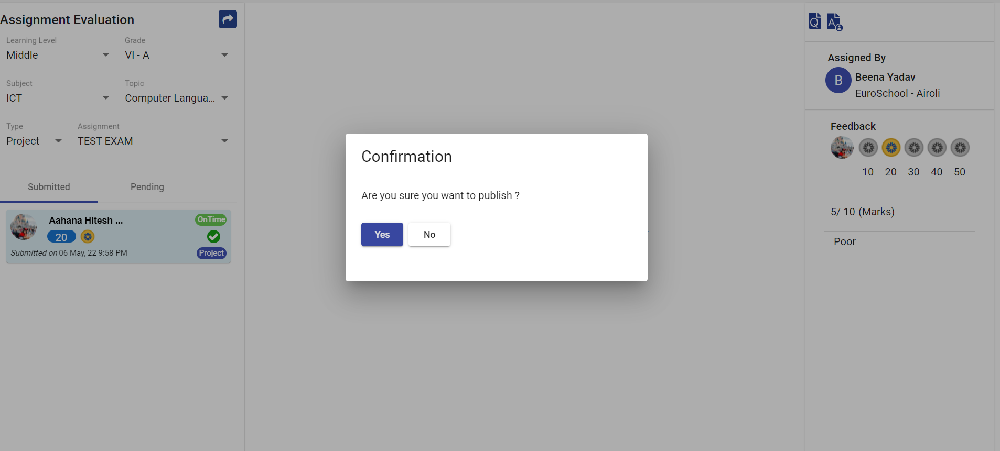 Assignment Evaluation
Learning Level
Grade
Middle
VI - A
Subject
Topic
ICT
Computer Langua...
Type
Assignment
Project
TEST EXAM
Submitted
Pending
Aahana Hitesh ...
OnTime
20
Submitted on 06 May, 22 9:58 PM
Project
Confirmation
Are you sure you want to publish ?
Yes
No
Q
A
Assigned By
B
Beena Yadav
EuroSchool - Airoli
Feedback
10 20 30 40 50
5/ 10 (Marks)
Poor